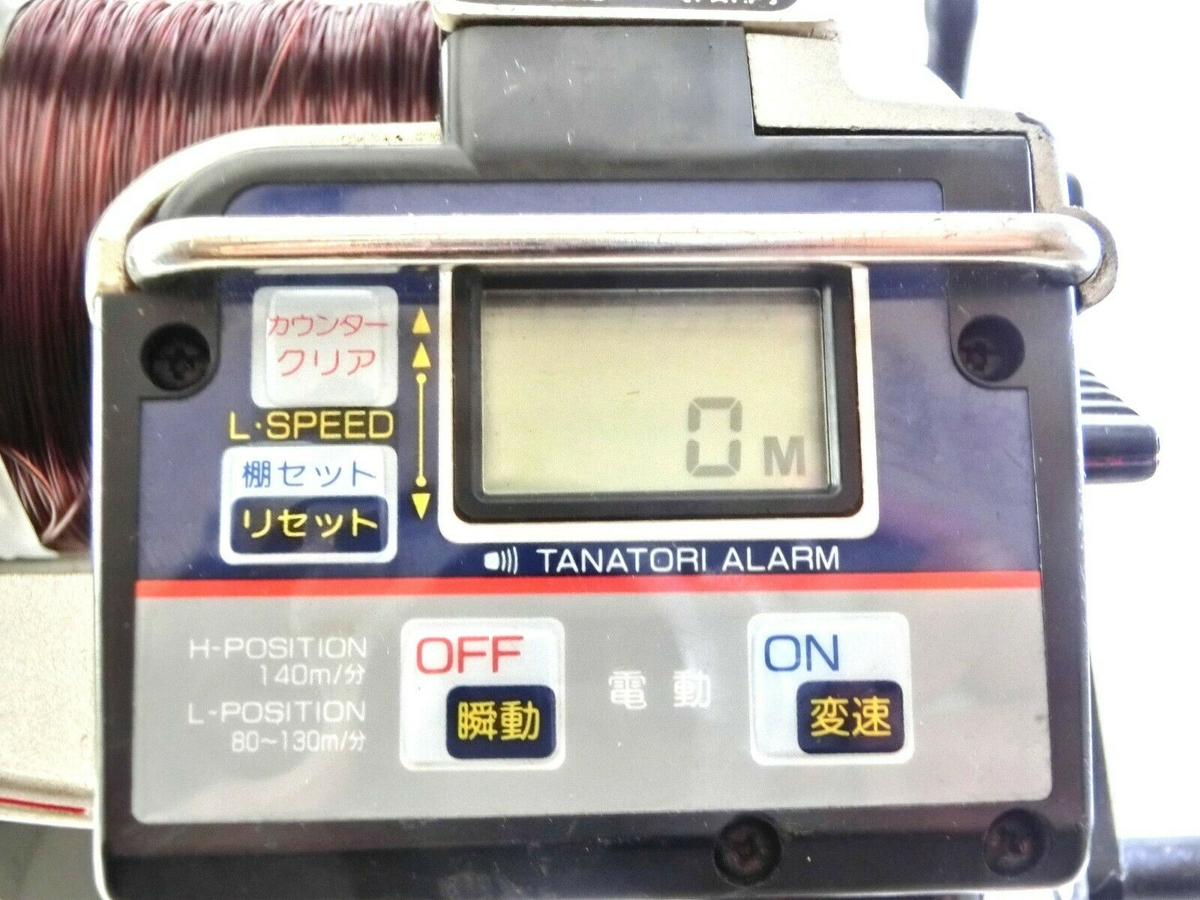 カウンター
クリア
L·SPEED
棚セット
リセット
0M
TANATORI ALARM
H-POSITION
140m/分
L-POSITION
80~130m/分
OFF
瞬動
電動
ON
変速